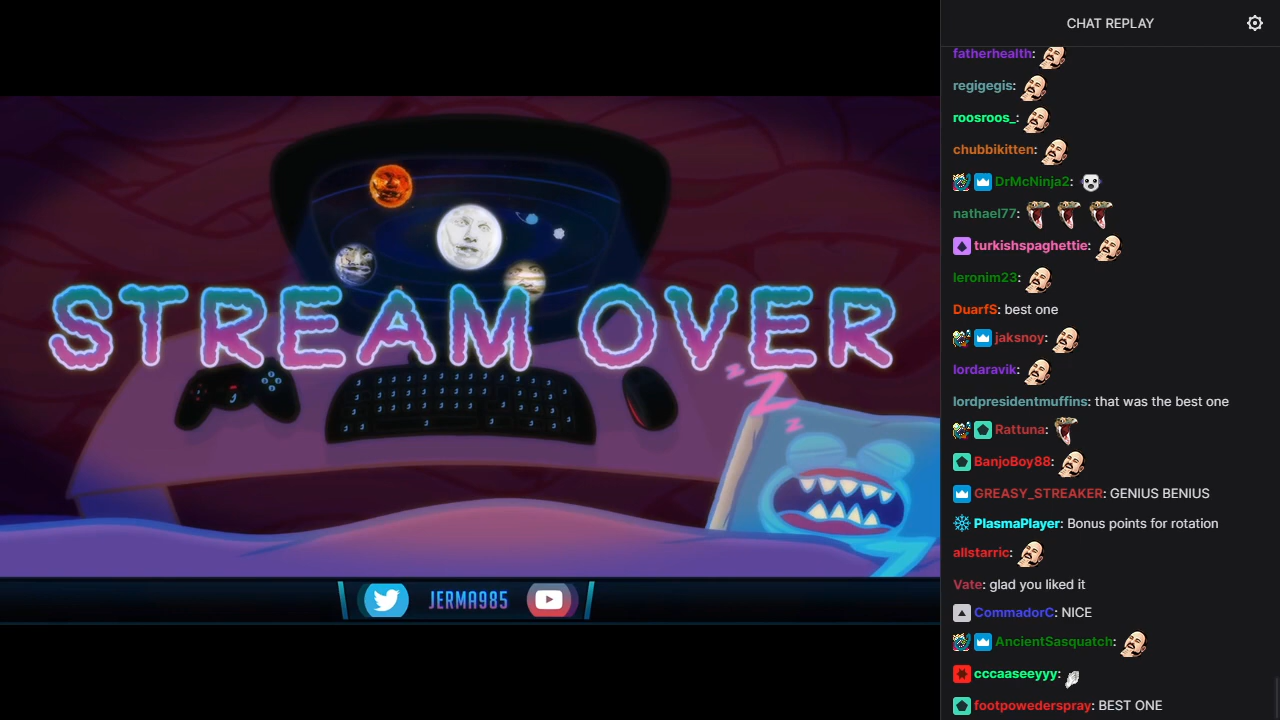 CHAT REPLAY
fatherhealth:
regigegis:
roosroos_:
chubbikitten:
DrMcNinja2:
nathael77:
turkishspaghettie:
leronim23:
DuarfS: best one
jaksnoy:
lordaravik:
lordpresidentmuffins: that was the best one
Rattuna:
BanjoBoy88:
GREASY_STREAKER: GENIUS BENIUS
PlasmaPlayer: Bonus points for rotation
allstarric:
Vate: glad you liked it
CommadorC: NICE
AncientSasquatch:
cccaaseeyyy:
footpowederspray: BEST ONE
STREAM OVER
z
Z
z
JERMA985